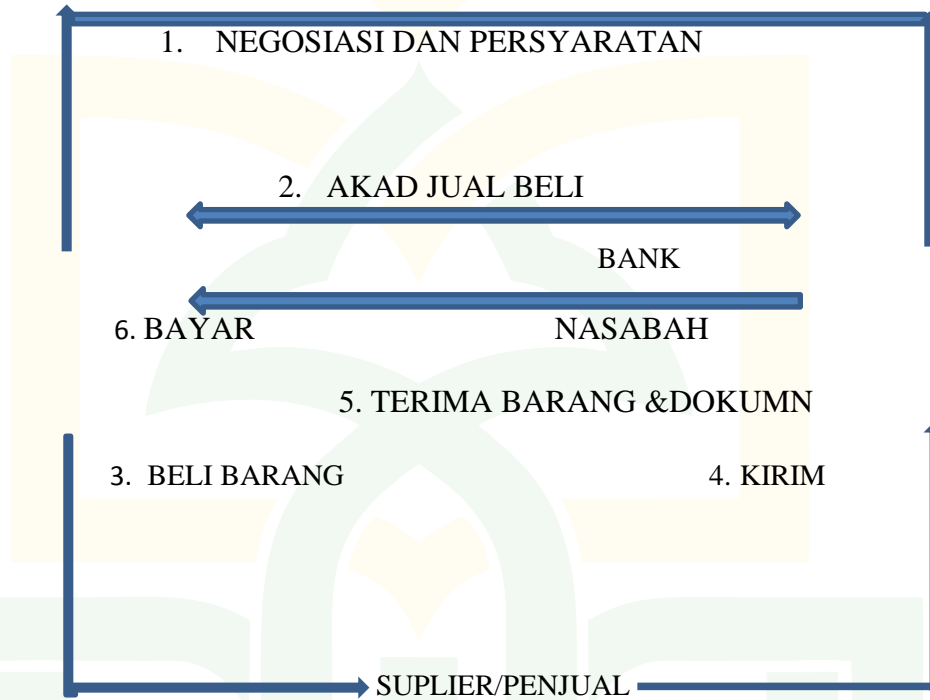 1. NEGOSIASI DAN PERSYARATAN
2. AKAD JUAL BELI
BANK
6. BAYAR NASABAH
5. TERIMA BARANG &DOKUMN
3. BELI BARANG 4. KIRIM
SUPLIER/PENJUAL